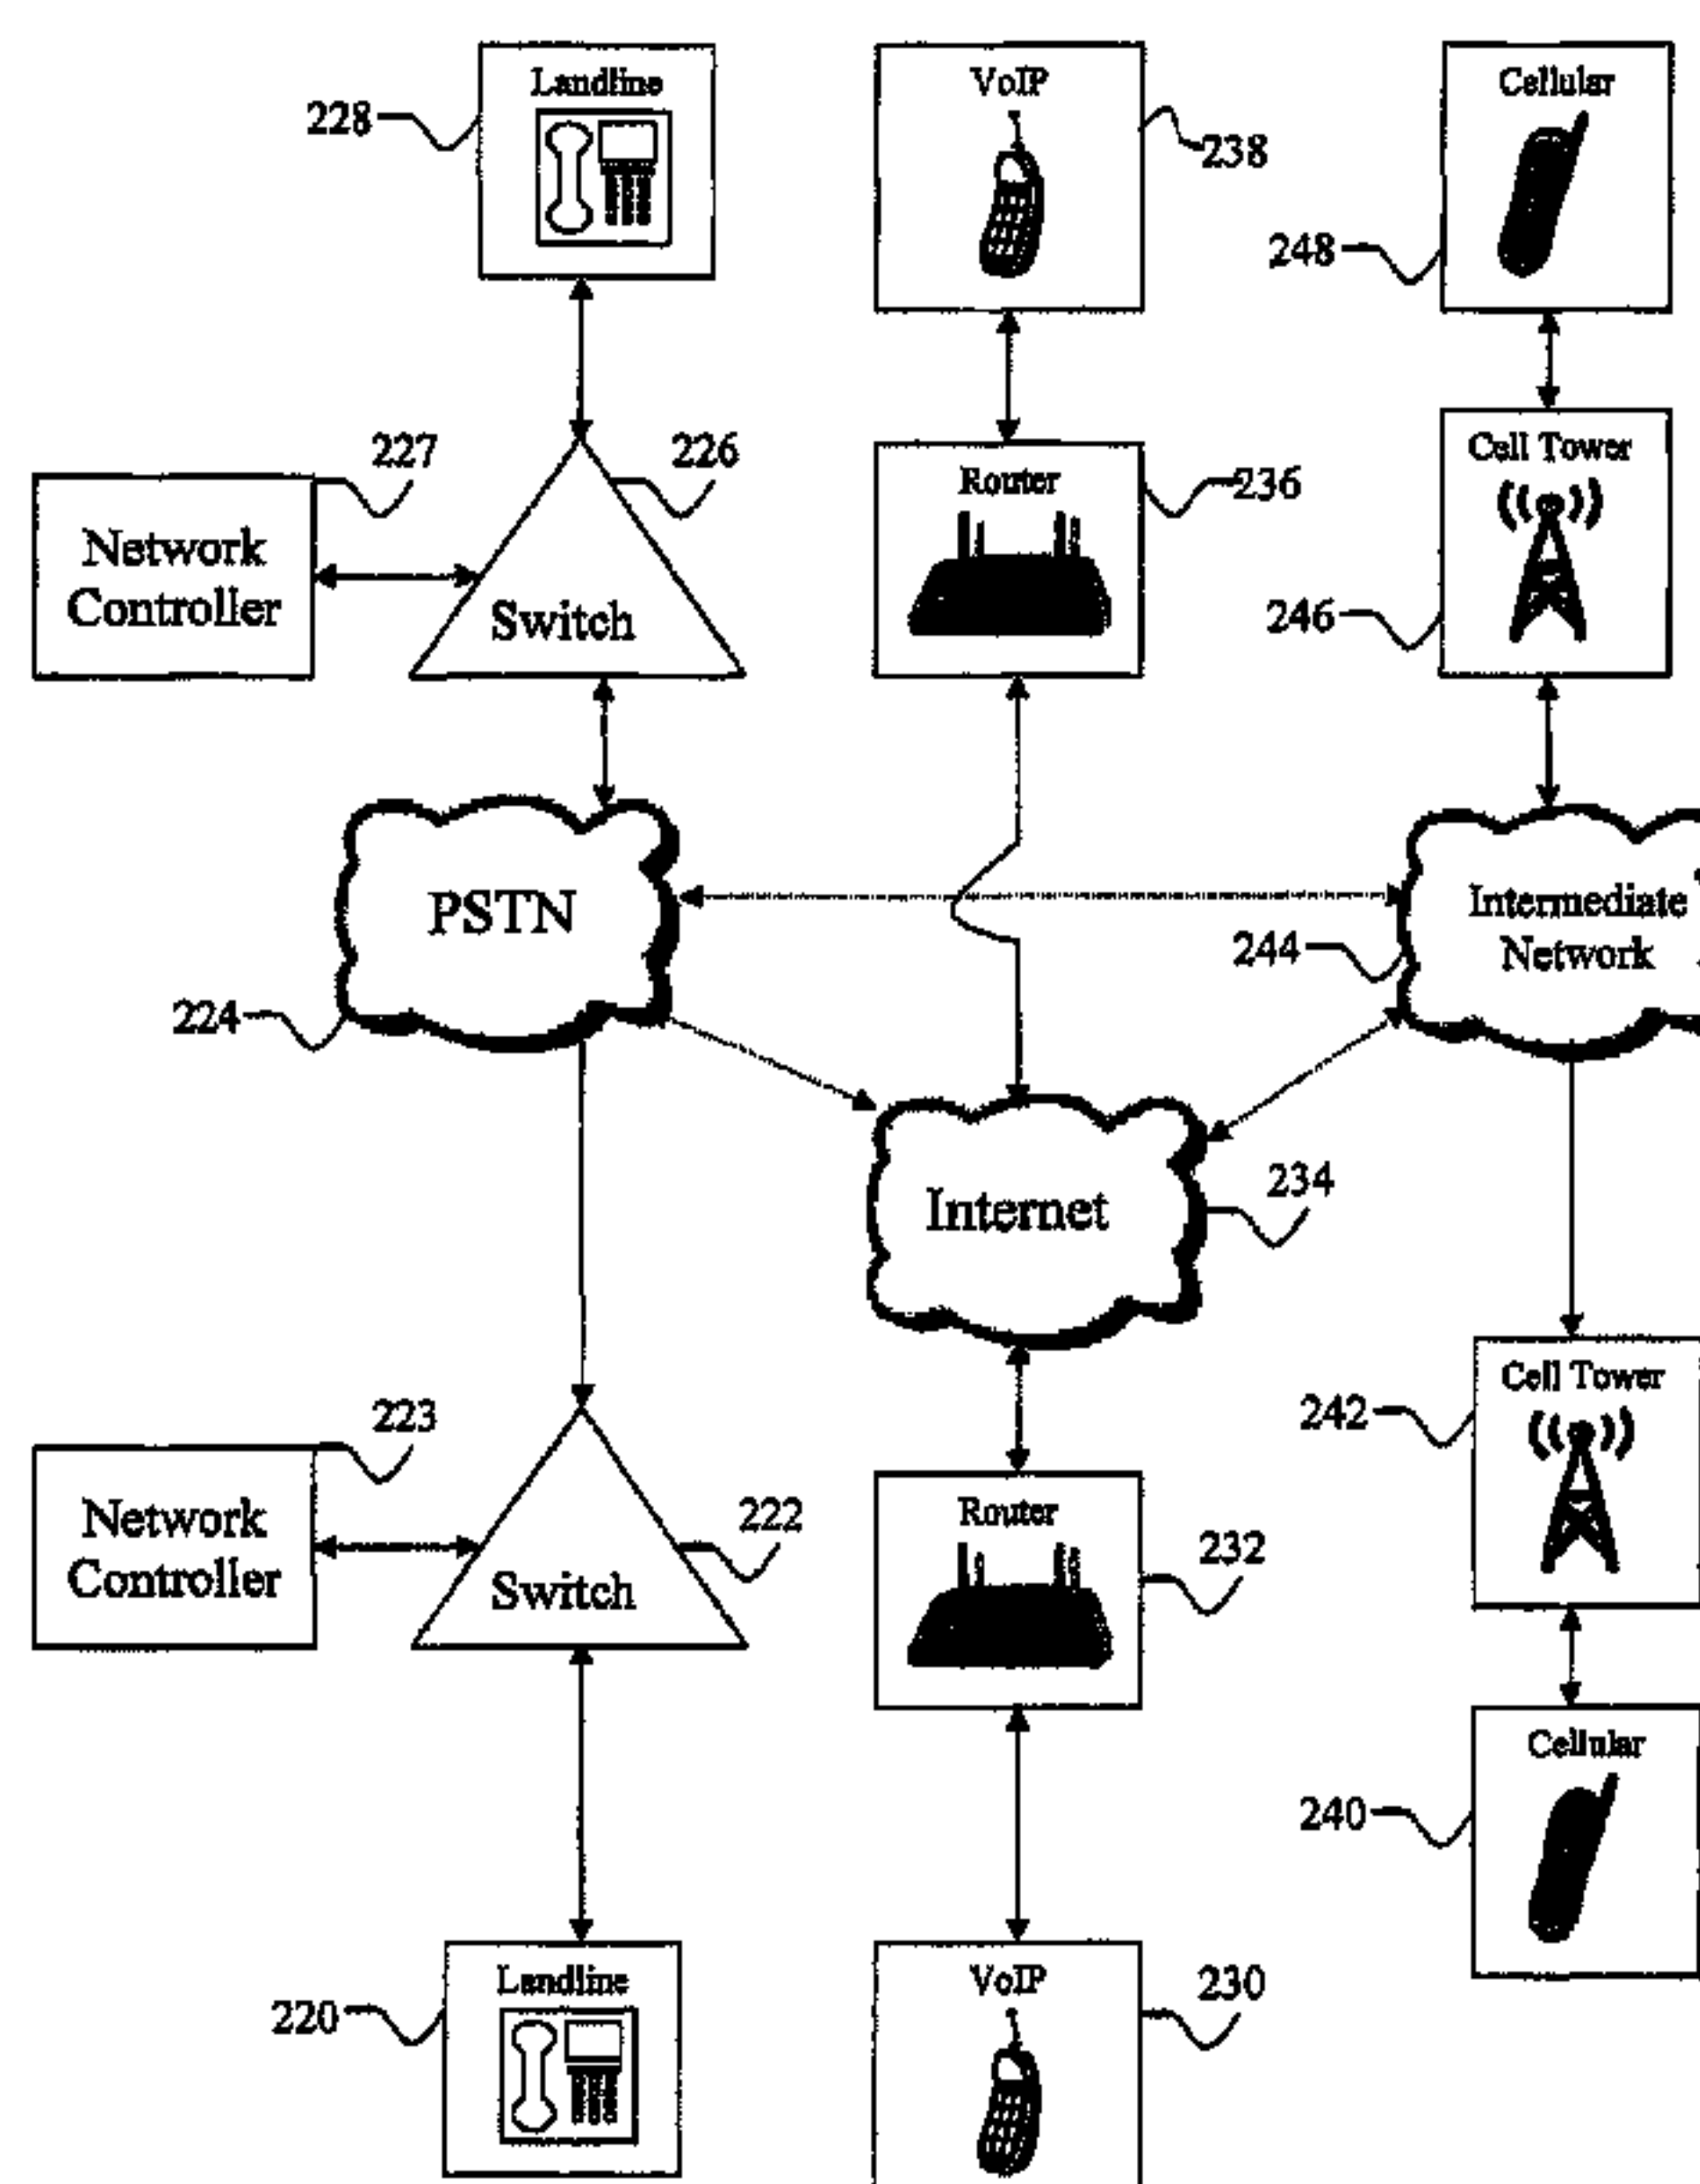 Landline
228
VoIP
238
Cellular
248
227
226
Network
Controller
Switch
Router
236
Cell Tower
246
PSTN
224
Intermediate
Network
244
Internet
234
223
Network
Controller
222
Switch
Router
232
Cell Tower
242
Cellular
240
Landline
220
VoIP
230